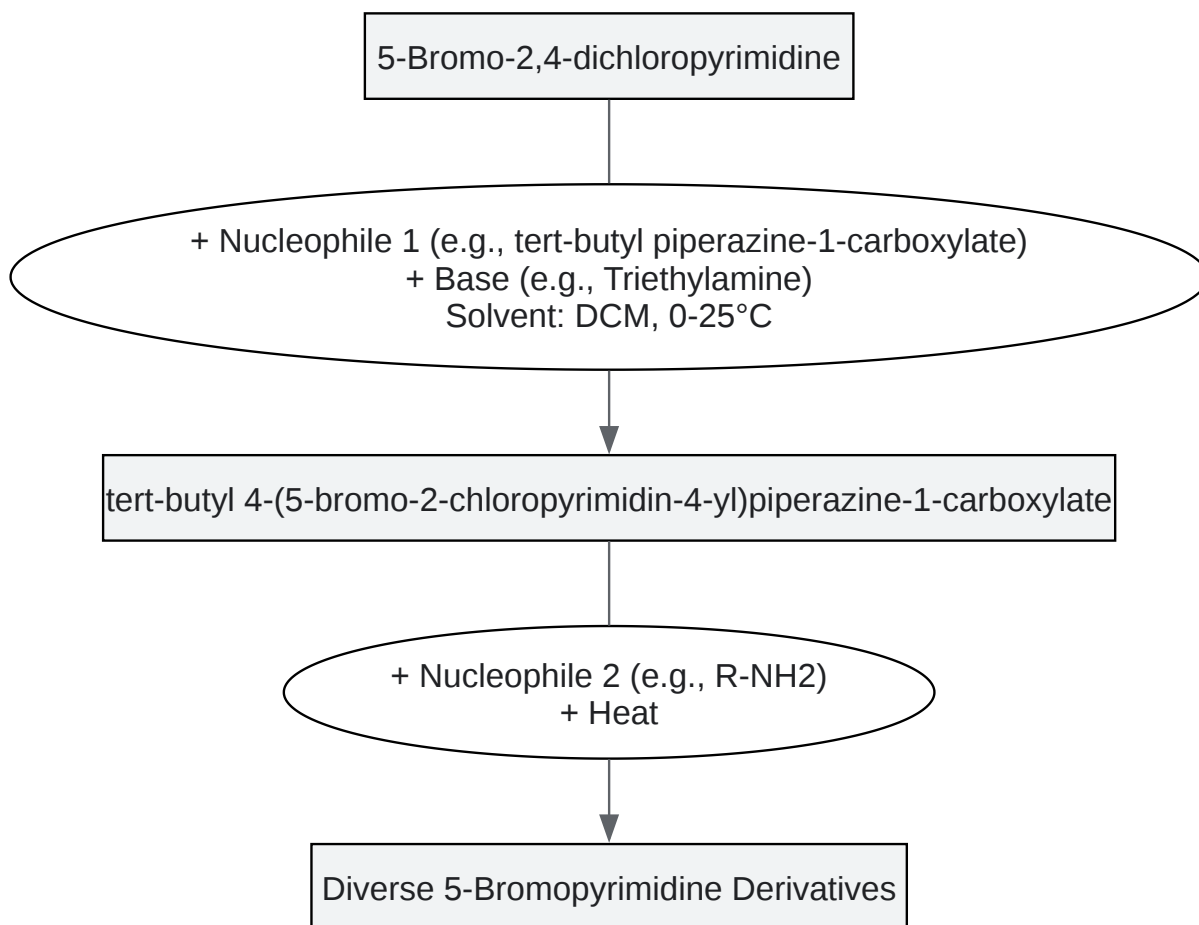 5-Bromo-2,4-dichloropyrimidine
+ Nucleophile 1 (e.g., tert-butyl piperazine-1-carboxylate)
+ Base (e.g., Triethylamine)
Solvent: DCM, 0-25°C
tert-butyl 4-(5-bromo-2-chloropyrimidin-4-yl)piperazine-1-carboxylate
+ Nucleophile 2 (e.g., R-NH2)
+ Heat
Diverse 5-Bromopyrimidine Derivatives